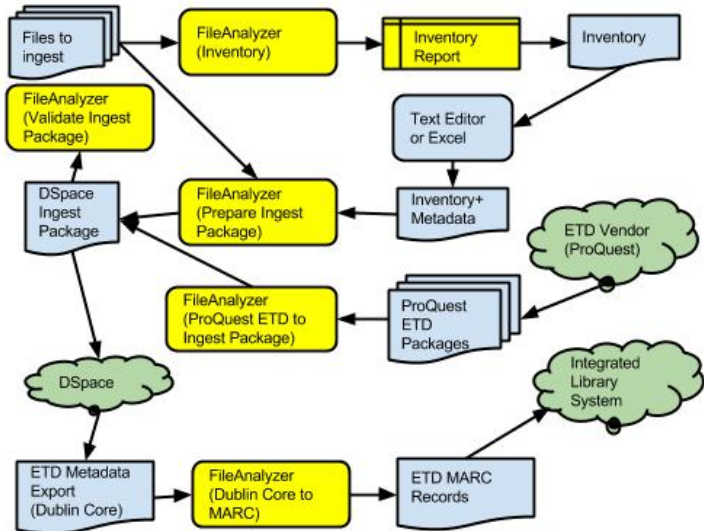 Files to
ingest
FileAnalyzer
(Inventory)
Inventory
Report
Inventory
FileAnalyzer
(Validate Ingest
Package)
Text Editor
or Excel
DSpace
Ingest
Package
FileAnalyzer
(Prepare Ingest
Package)
Inventory+
Metadata
ETD Vendor
(ProQuest)
FileAnalyzer
(ProQuest ETD to
Ingest Package)
ProQuest
ETD
Packages
DSpace
Integrated
Library
System
ETD Metadata
Export
(Dublin Core)
FileAnalyzer
(Dublin Core to
MARC)
ETD MARC
Records